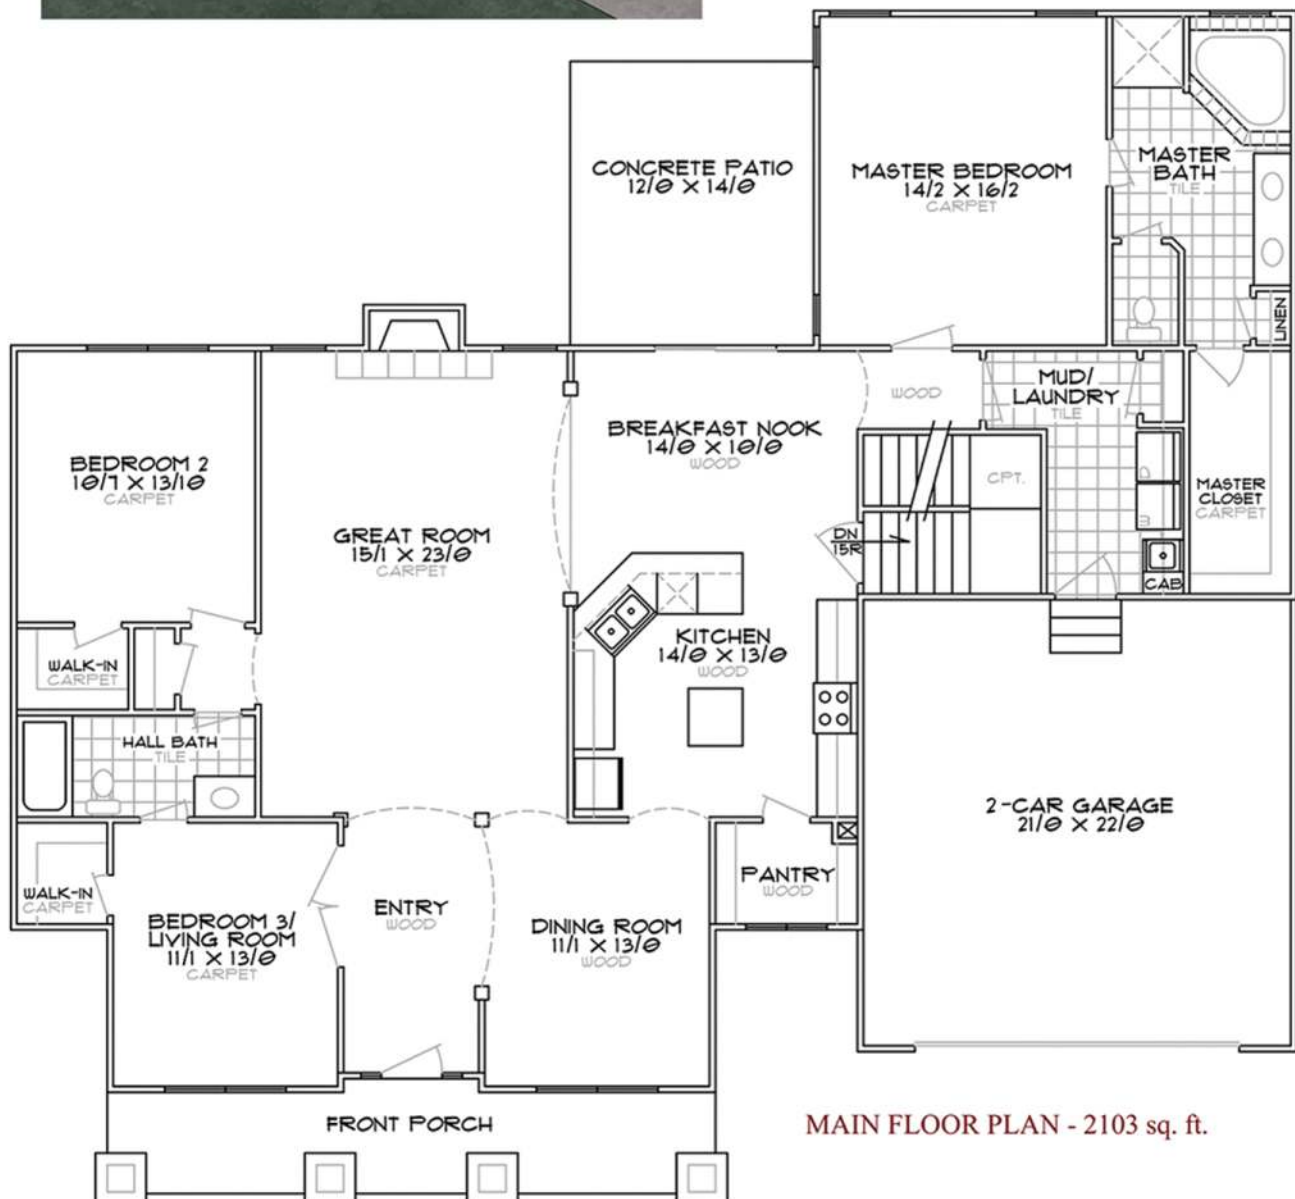 CONCRETE PATIO
12/0 X 14/0
MASTER BEDROOM
14/2 X 16/2
CARPET
MASTER
BATH
TILE
LINEN
BEDROOM 2
10/7 X 13/10
CARPET
GREAT ROOM
15/1 X 23/0
CARPET
BREAKFAST NOOK
14/0 X 10/0
WOOD
WOOD
MUD/
LAUNDRY
TILE
CPT.
DN
15R
D
MASTER
CLOSET
CARPET
CAB
WALK-IN
CARPET
KITCHEN
14/0 X 13/0
WOOD
HALL BATH
TILE
2-CAR GARAGE
21/0 X 22/0
WALK-IN
CARPET
BEDROOM 3/
LIVING ROOM
11/1 X 13/0
CARPET
ENTRY
WOOD
DINING ROOM
11/1 X 13/0
WOOD
PANTRY
WOOD
FRONT PORCH
MAIN FLOOR PLAN - 2103 sq. ft.